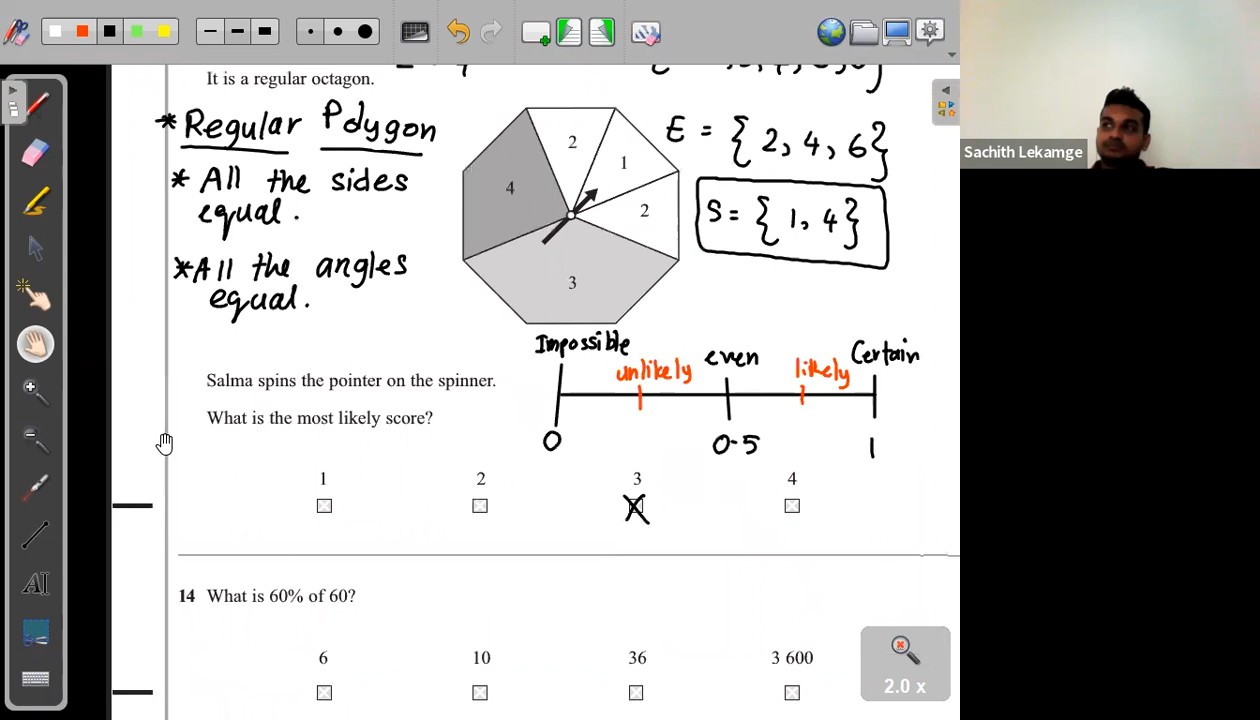 It is a regular octagon.
* Regular Polygon
* All the sides
equal.
* All the angles
equal.
2
1
4
2
3
E = {2, 4, 6}
S = {1, 4}
Sachith Lekamge
Impossible unlikely even likely Certain
0 0.5 1
Salma spins the pointer on the spinner.
What is the most likely score?
1 2 3 4
14 What is 60% of 60?
6 10 36 3 600
AI
2.0 x